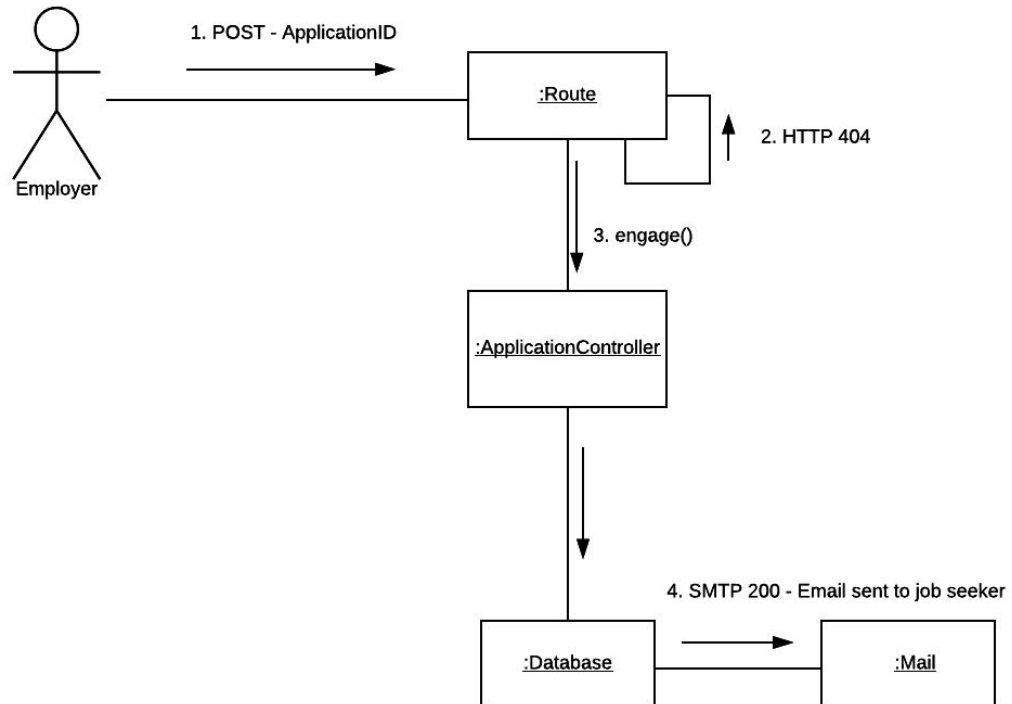 1. POST - ApplicationID
:Route
2. HTTP 404
Employer
3. engage()
:ApplicationController
4. SMTP 200 - Email sent to job seeker
:Database
:Mail